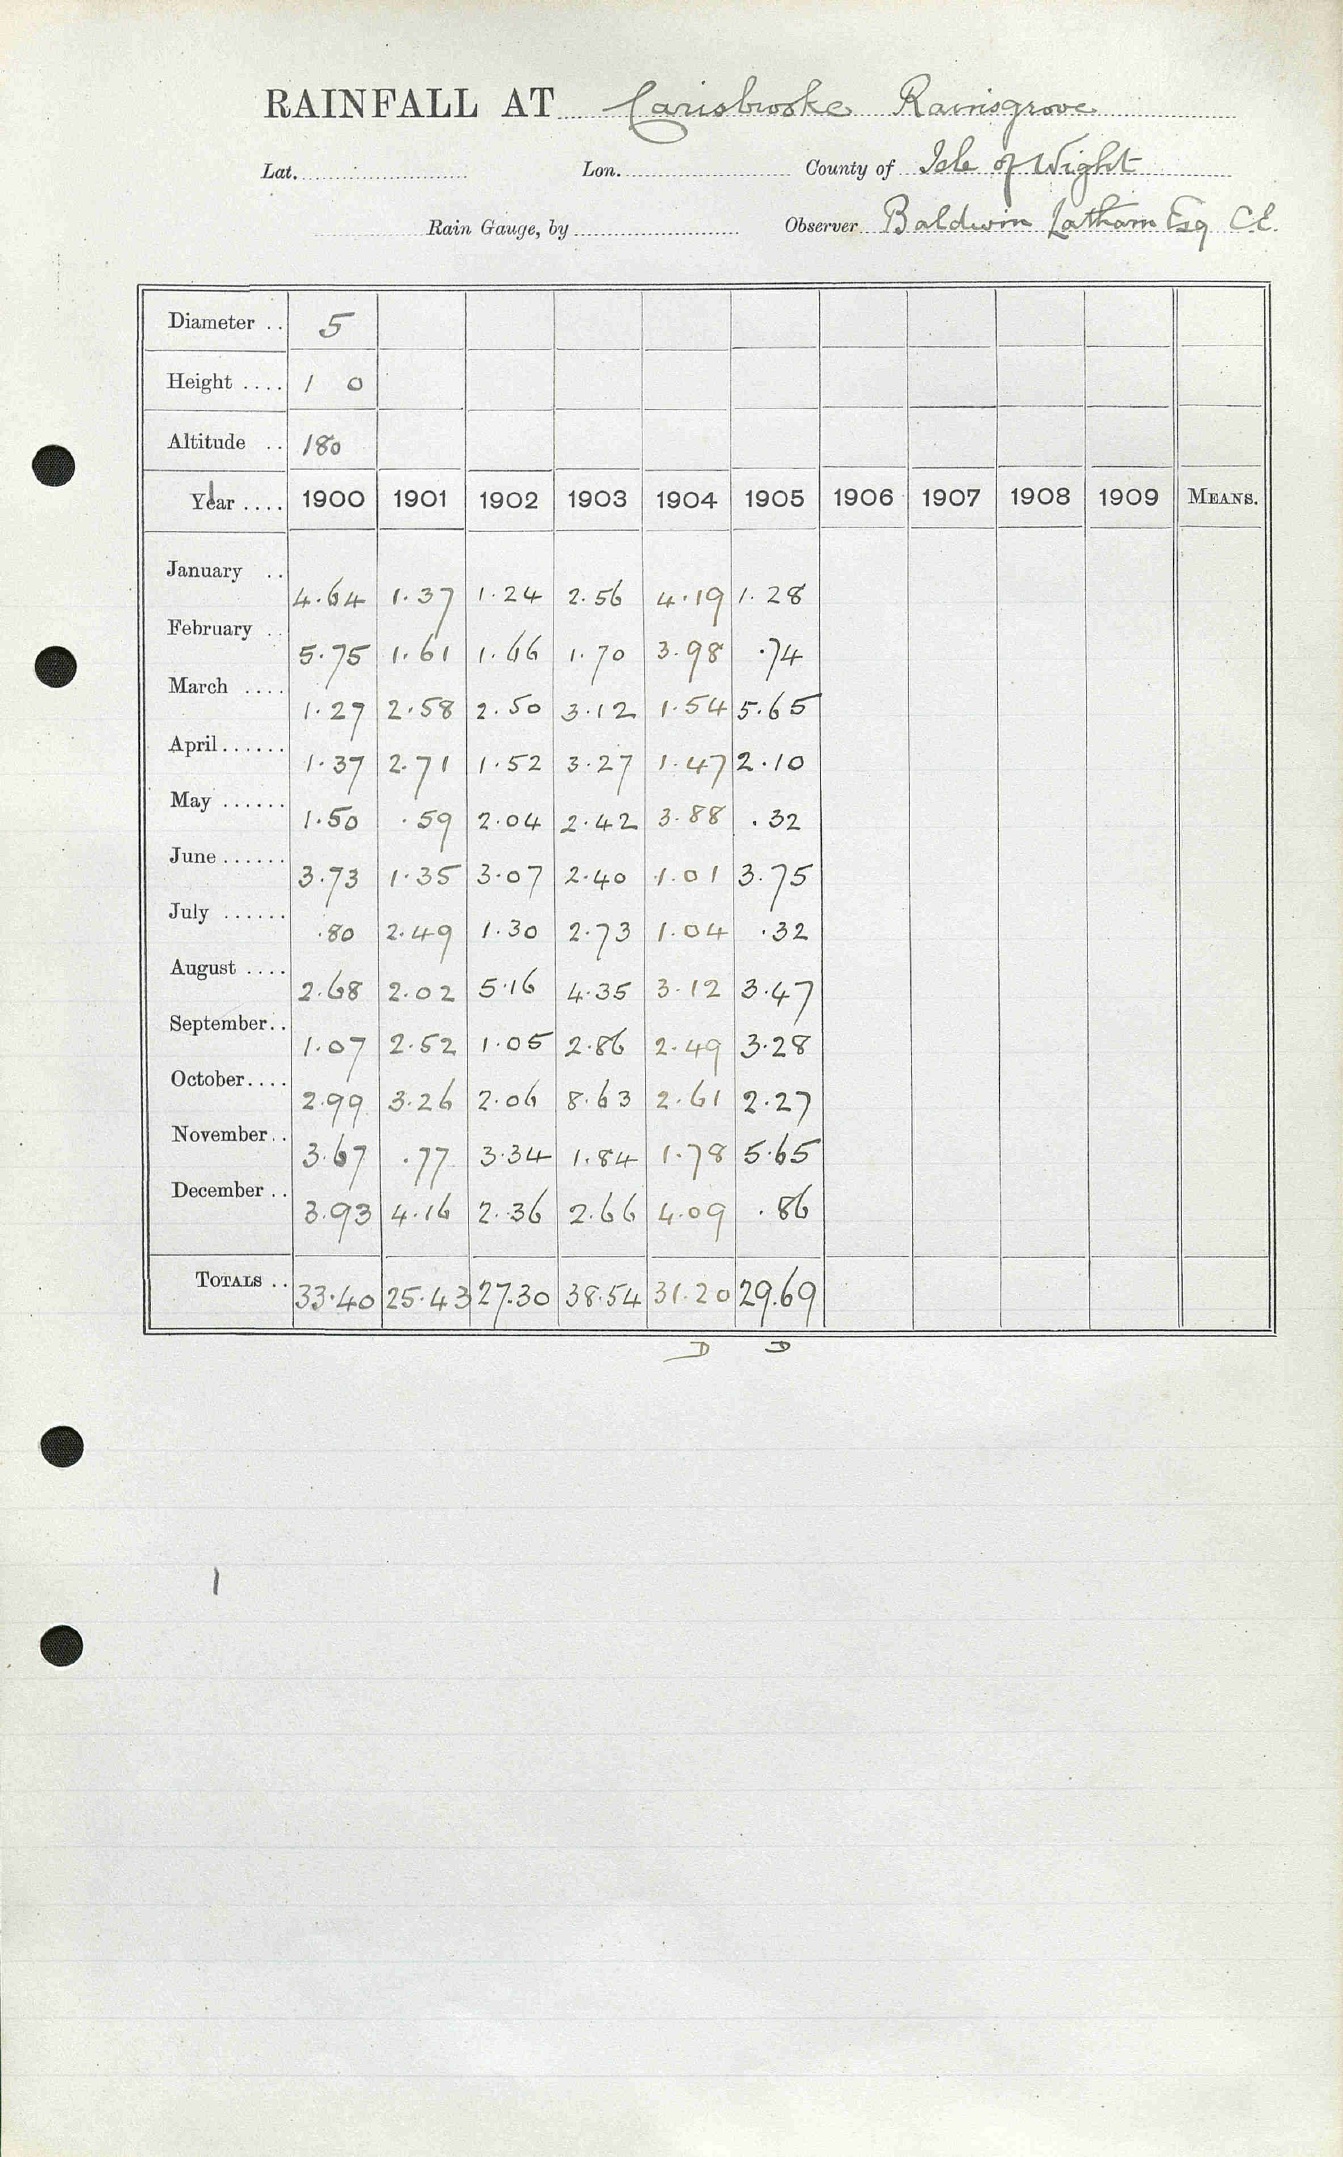 RAINFALL AT Carisbrooke Rainsgrove
Lat. Lon. County of Isle of Wight
Rain Gauge, by Observer Baldwin Latham Esq C.E.
Diameter .. 5
Height .... 1 0
Altitude .. 180
Year .... 1900 1901 1902 1903 1904 1905 1906 1907 1908 1909 MEANS.
January .. 4.64 1.37 1.24 2.56 4.19 1.28
February .. 5.75 1.61 1.66 1.70 3.98 .74
March .... 1.27 2.58 2.50 3.12 1.54 5.65
April...... 1.37 2.71 1.52 3.27 1.47 2.10
May ...... 1.50 .59 2.04 2.42 3.88 .32
June ...... 3.73 1.35 3.07 2.40 1.01 3.75
July ...... .80 2.49 1.30 2.73 1.04 .32
August .... 2.68 2.02 5.16 4.35 3.12 3.47
September.. 1.07 2.52 1.05 2.86 2.49 3.28
October.... 2.99 3.26 2.06 8.63 2.61 2.27
November.. 3.67 .77 3.34 1.84 1.78 5.65
December .. 3.93 4.16 2.36 2.66 4.09 .86
TOTALS .. 33.40 25.43 27.30 38.54 31.20 29.69
D D
1